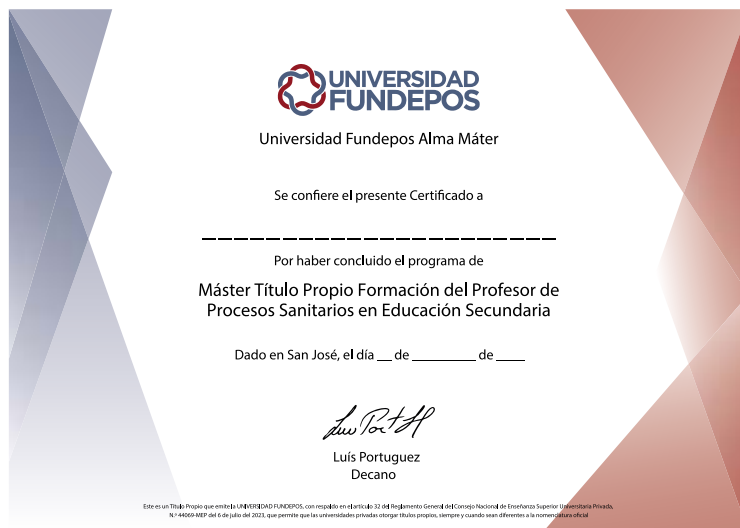 UNIVERSIDAD
FUNDEPOS
Universidad Fundepos Alma Máter
Se confiere el presente Certificado a
Por haber concluido el programa de
Máster Título Propio Formación del Profesor de
Procesos Sanitarios en Educación Secundaria
Dado en San José, el día __ de ________ de ____
Luís Portuguez
Decano
Este es un Título Propio que emite la UNIVERSIDAD FUNDEPOS, con respaldo en el artículo 32 del Reglamento General del Consejo Nacional de Enseñanza Superior Universitaria Privada,
N.º 44069-MEP del 6 de julio del 2023, que permite que las universidades privadas otorgar títulos propios, siempre y cuando sean diferentes a la nomenclatura oficial